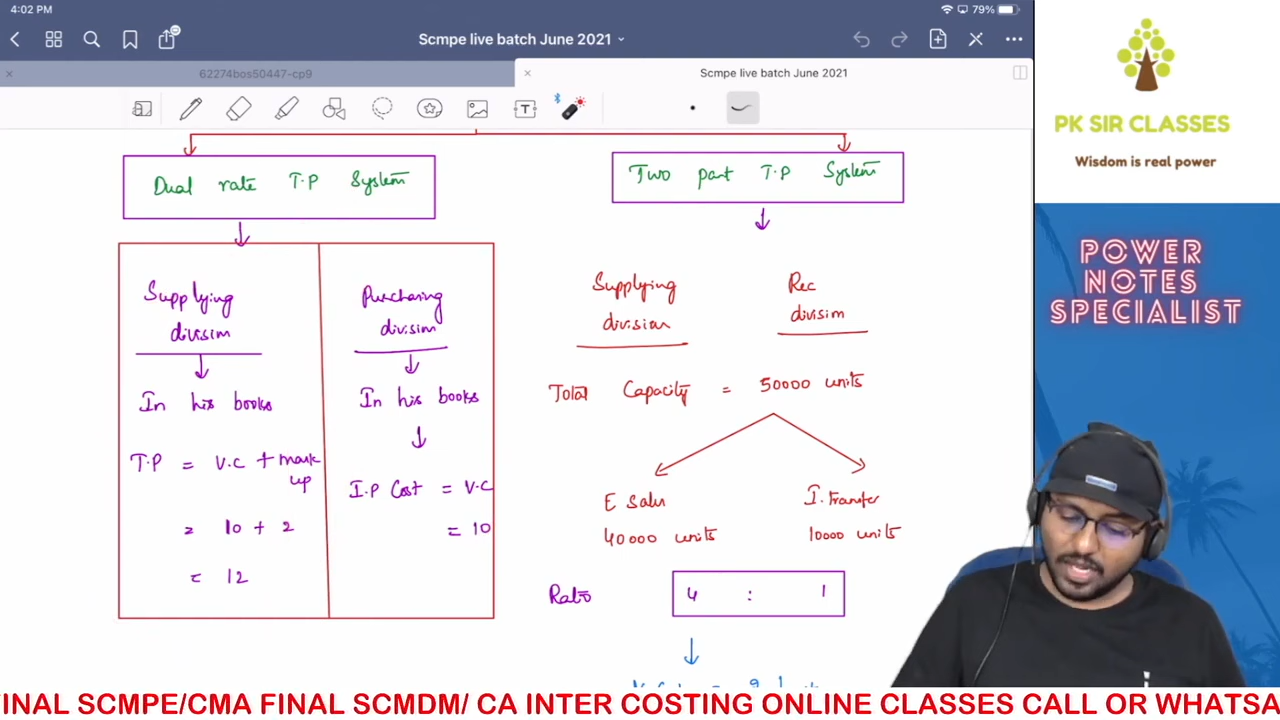 4:02 PM
79%
Scmpe live batch June 2021
62274bos50447-cp9
Scmpe live batch June 2021
T
Dual rate T.P System
Two part T.P System
Supplying division
Purchasing division
In his books
In his books
T.P = V.C + mark up
I.P Cost = V.C
= 10 + 2
= 10
= 12
Supplying division
Rec division
Total Capacity = 50000 units
E Sales
I. transfer
40000 units
10000 units
Ratio
4 : 1
PK SIR CLASSES
Wisdom is real power
POWER
NOTES
SPECIALIST
FINAL SCMPE/CMA FINAL SCMDM/ CA INTER COSTING ONLINE CLASSES CALL OR WHATSA